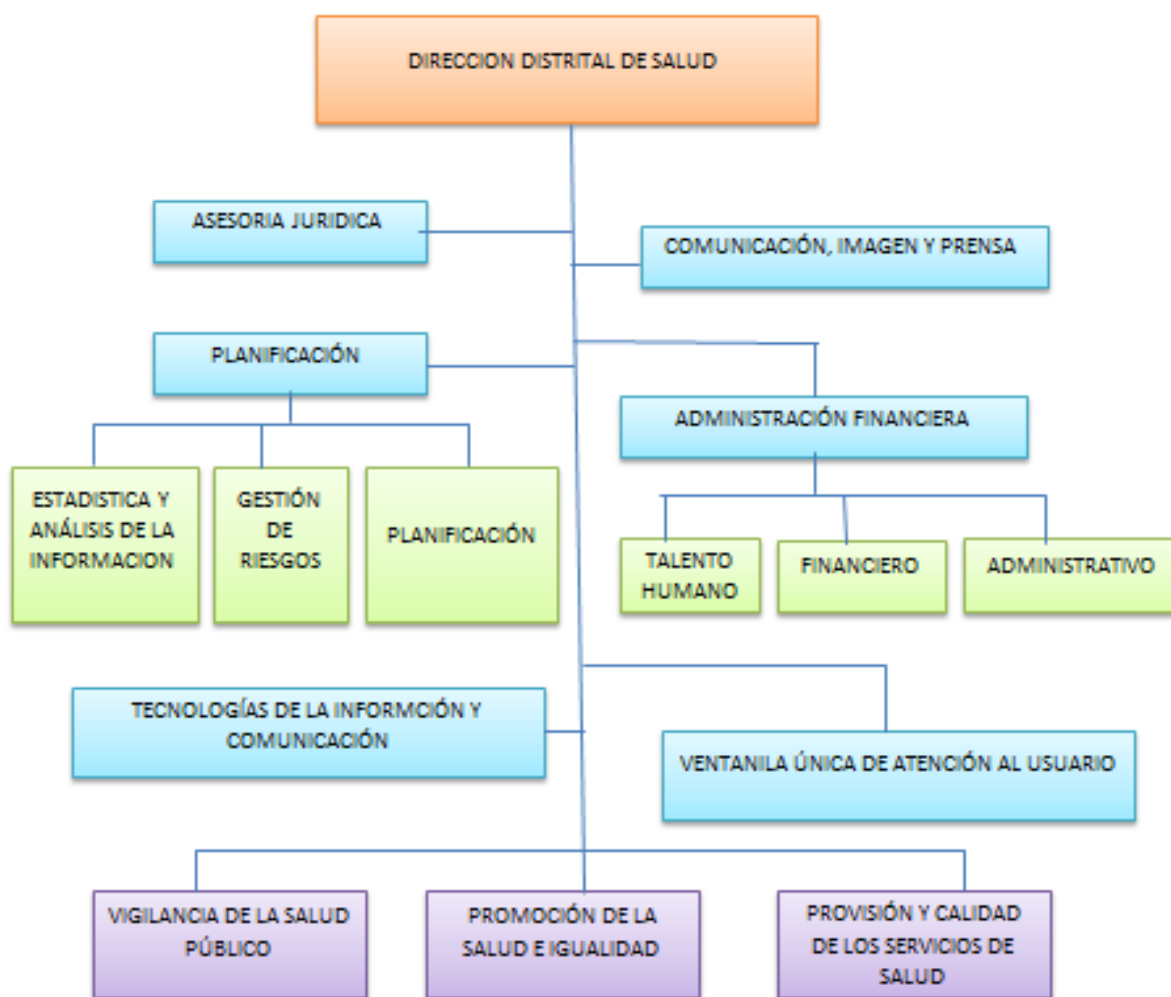 DIRECCION DISTRITAL DE SALUD
ASESORIA JURIDICA
COMUNICACIÓN, IMAGEN Y PRENSA
PLANIFICACIÓN
ADMINISTRACIÓN FINANCIERA
ESTADISTICA Y
ANÁLISIS DE LA
INFORMACION
GESTIÓN
DE
RIESGOS
PLANIFICACIÓN
TALENTO
HUMANO
FINANCIERO
ADMINISTRATIVO
TECNOLOGÍAS DE LA INFORMCIÓN Y
COMUNICACIÓN
VENTANILA ÚNICA DE ATENCIÓN AL USUARIO
VIGILANCIA DE LA SALUD
PÚBLICO
PROMOCIÓN DE LA
SALUD E IGUALIDAD
PROVISIÓN Y CALIDAD
DE LOS SERVICIOS DE
SALUD